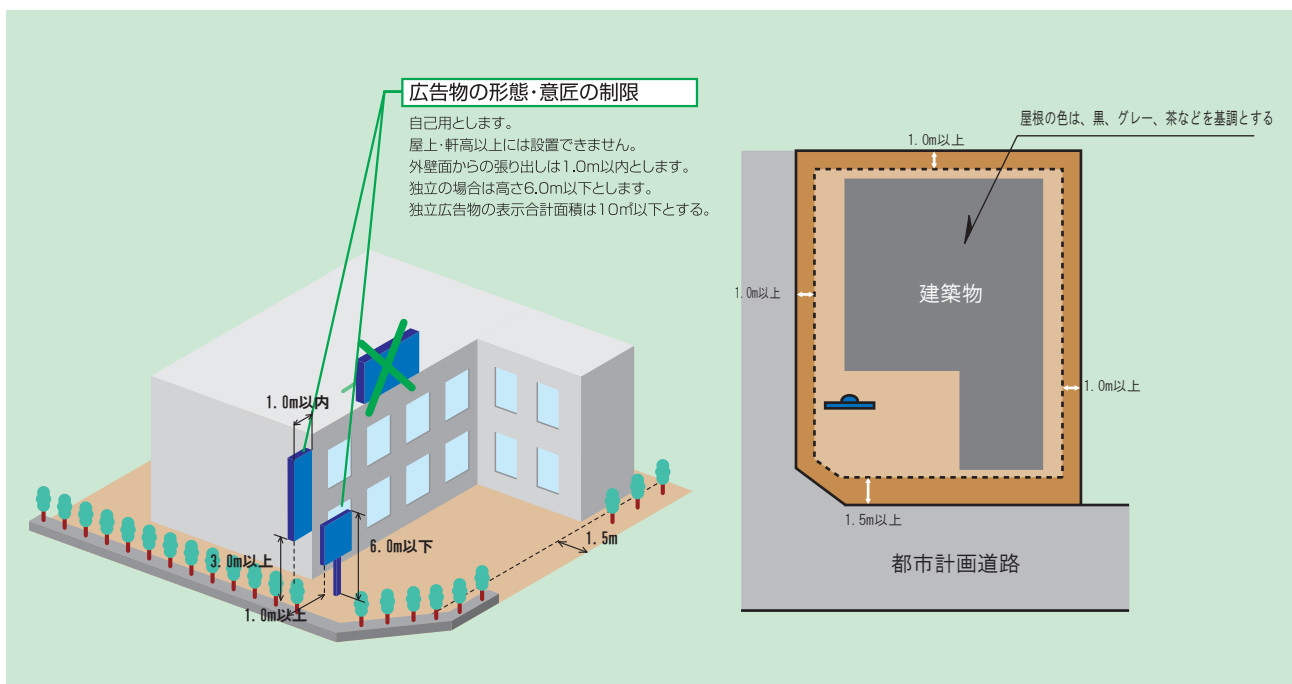 広告物の形態・意匠の制限
自己用とします。
屋上・軒高以上には設置できません。
外壁面からの張り出しは1.0m以内とします。
独立の場合は高さ6.0m以下とします。
独立広告物の表示合計面積は10㎡以下とする。
1.0m以内
3.0m以上
1.0m以上
6.0m以下
1.5m
屋根の色は、黒、グレー、茶などを基調とする
1.0m以上
1.0m以上
建築物
1.0m以上
1.5m以上
都市計画道路